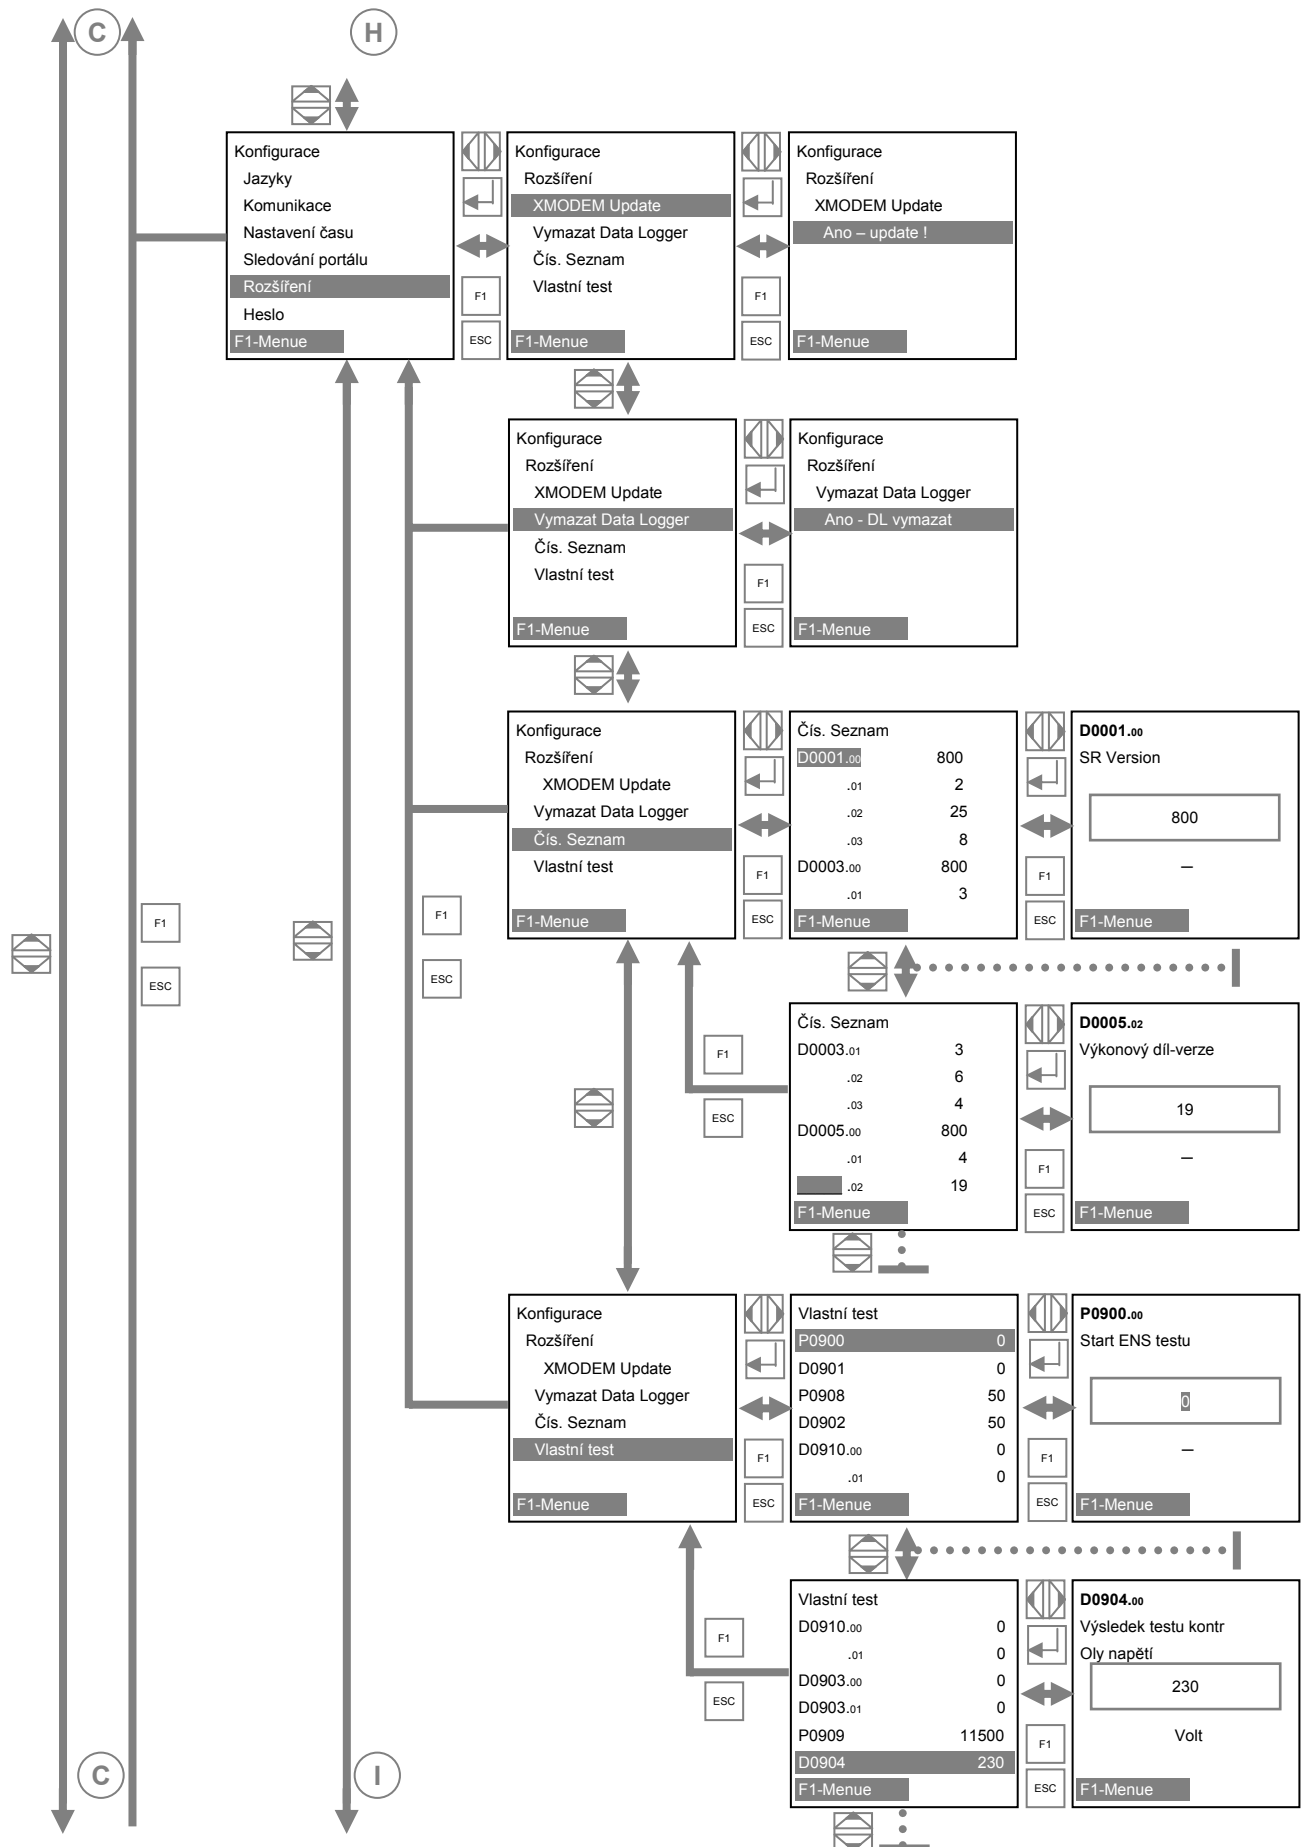 C
H
Konfigurace
Jazyky
Komunikace
Nastavení času
Sledování portálu
Rozšíření
Heslo
F1-Menue
F1
ESC
Konfigurace
Rozšíření
XMODEM Update
Vymazat Data Logger
Čís. Seznam
Vlastní test
F1-Menue
F1
ESC
Konfigurace
Rozšíření
XMODEM Update
Ano – update !
F1-Menue
Konfigurace
Rozšíření
XMODEM Update
Vymazat Data Logger
Čís. Seznam
Vlastní test
F1-Menue
F1
ESC
Konfigurace
Rozšíření
Vymazat Data Logger
Ano - DL vymazat
F1-Menue
Konfigurace
Rozšíření
XMODEM Update
Vymazat Data Logger
Čís. Seznam
Vlastní test
F1-Menue
F1
ESC
Čís. Seznam
D0001.00 800
.01 2
.02 25
.03 8
D0003.00 800
.01 3
F1-Menue
F1
ESC
D0001.00
SR Version
800
–
F1-Menue
F1
ESC
F1
ESC
F1
ESC
Čís. Seznam
D0003.01 3
.02 6
.03 4
D0005.00 800
.01 4
.02 19
F1-Menue
F1
ESC
D0005.02
Výkonový díl-verze
19
–
F1-Menue
Konfigurace
Rozšíření
XMODEM Update
Vymazat Data Logger
Čís. Seznam
Vlastní test
F1-Menue
F1
ESC
Vlastní test
P0900 0
D0901 0
P0908 50
D0902 50
D0910.00 0
.01 0
F1-Menue
F1
ESC
P0900.00
Start ENS testu
0
–
F1-Menue
F1
ESC
Vlastní test
D0910.00 0
.01 0
D0903.00 0
D0903.01 0
P0909 11500
D0904 230
F1-Menue
F1
ESC
D0904.00
Výsledek testu kontr
Oly napětí
230
Volt
F1-Menue
C
I